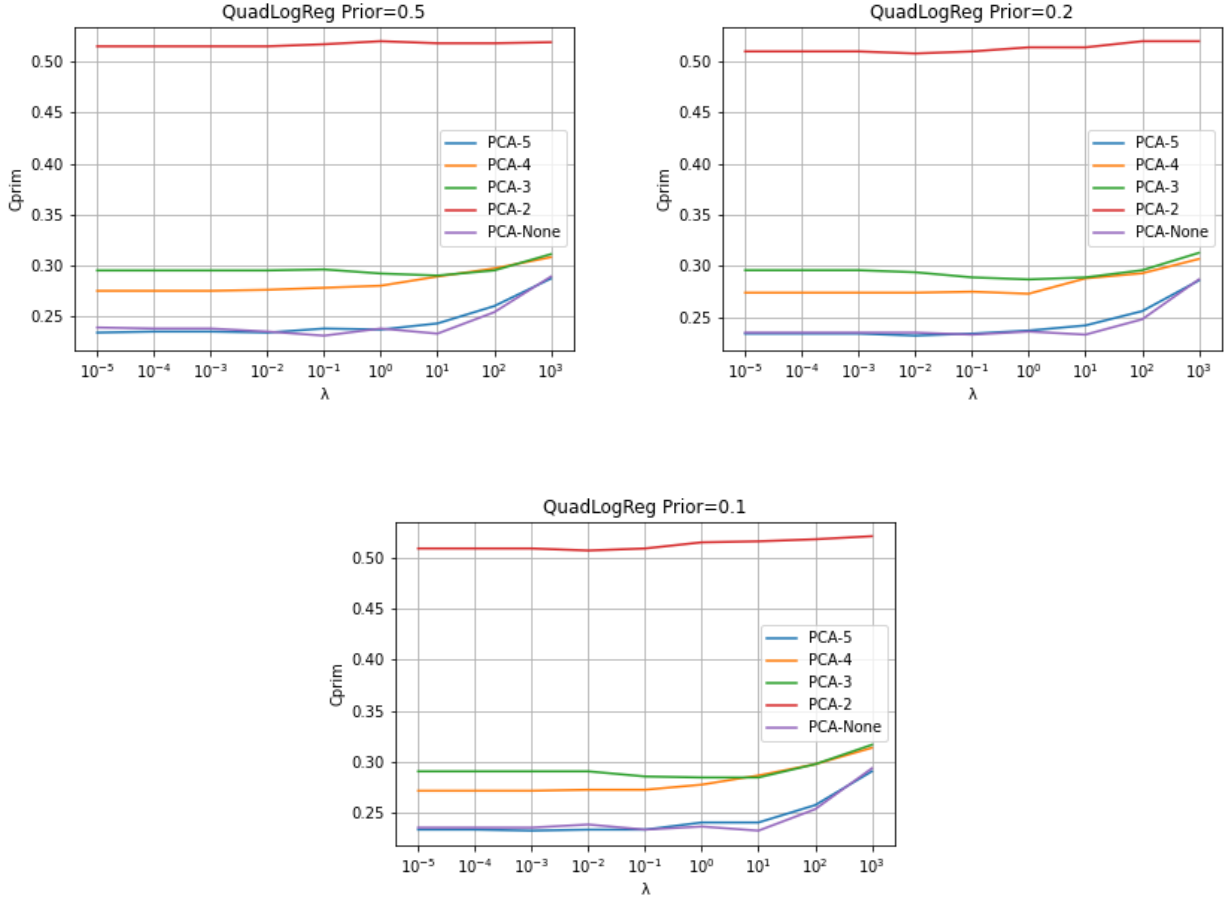 QuadLogReg Prior=0.5
0.50
0.45
0.40
0.35
0.30
0.25
Cprim
PCA-5
PCA-4
PCA-3
PCA-2
PCA-None
10⁻⁵ 10⁻⁴ 10⁻³ 10⁻² 10⁻¹ 10⁰ 10¹ 10² 10³
λ
QuadLogReg Prior=0.2
0.50
0.45
0.40
0.35
0.30
0.25
Cprim
PCA-5
PCA-4
PCA-3
PCA-2
PCA-None
10⁻⁵ 10⁻⁴ 10⁻³ 10⁻² 10⁻¹ 10⁰ 10¹ 10² 10³
λ
QuadLogReg Prior=0.1
0.50
0.45
0.40
0.35
0.30
0.25
Cprim
PCA-5
PCA-4
PCA-3
PCA-2
PCA-None
10⁻⁵ 10⁻⁴ 10⁻³ 10⁻² 10⁻¹ 10⁰ 10¹ 10² 10³
λ